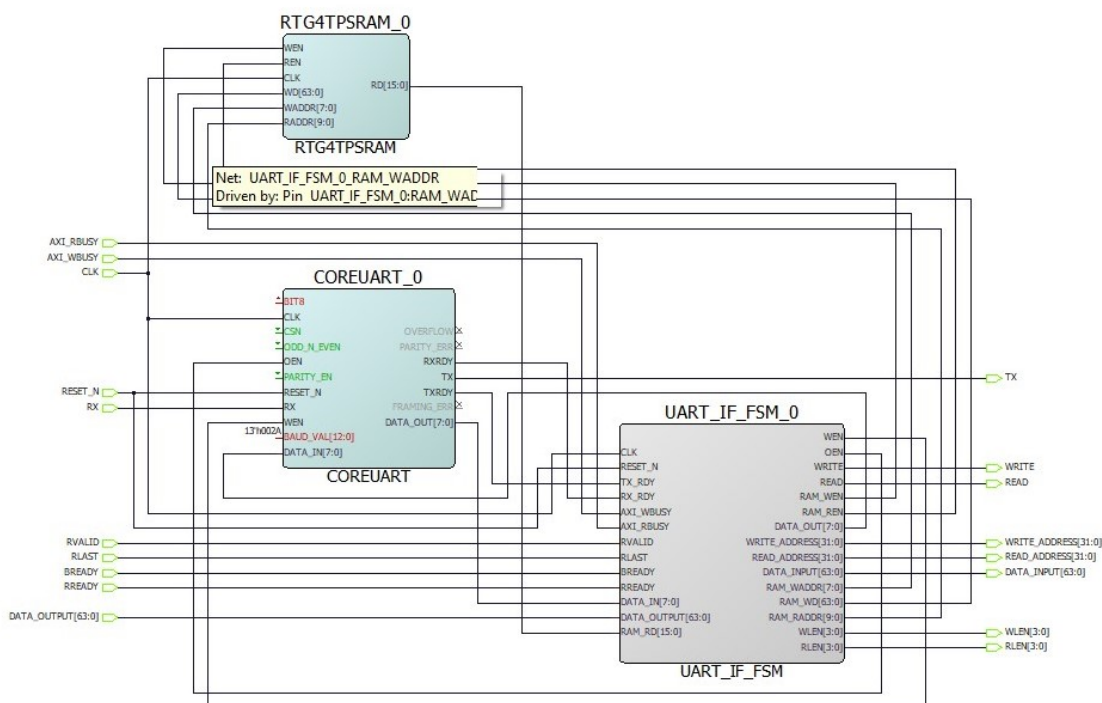 RTG4TPSRAM_0
WEN
REN
CLK
WD[63:0]
WADDR[7:0]
RADDR[9:0]
RD[15:0]
RTG4TPSRAM
Net: UART_IF_FSM_0_RAM_WADDR
Driven by: Pin UART_IF_FSM_0:RAM_WAD
AXI_RBUSY
AXI_WBUSY
CLK
RESET_N
RX
COREUART_0
BIT8
CLK
CSN
ODD_N_EVEN
OEN
PARITY_EN
RESET_N
RX
WEN
13'h002A
BAUD_VAL[12:0]
DATA_IN[7:0]
OVERFLOW
PARITY_ERR
RXRDY
TX
TXRDY
FRAMING_ERR
DATA_OUT[7:0]
COREUART
TX
RVALID
RLAST
BREADY
RREADY
DATA_OUTPUT[63:0]
UART_IF_FSM_0
CLK
RESET_N
TX_RDY
RX_RDY
AXI_WBUSY
AXI_RBUSY
RVALID
RLAST
BREADY
RREADY
DATA_IN[7:0]
DATA_OUTPUT[63:0]
RAM_RD[15:0]
WEN
OEN
WRITE
READ
RAM_WEN
RAM_REN
DATA_OUT[7:0]
WRITE_ADDRESS[31:0]
READ_ADDRESS[31:0]
DATA_INPUT[63:0]
RAM_WADDR[7:0]
RAM_WD[63:0]
RAM_RADDR[9:0]
WLEN[3:0]
RLEN[3:0]
UART_IF_FSM
WRITE
READ
WRITE_ADDRESS[31:0]
READ_ADDRESS[31:0]
DATA_INPUT[63:0]
WLEN[3:0]
RLEN[3:0]